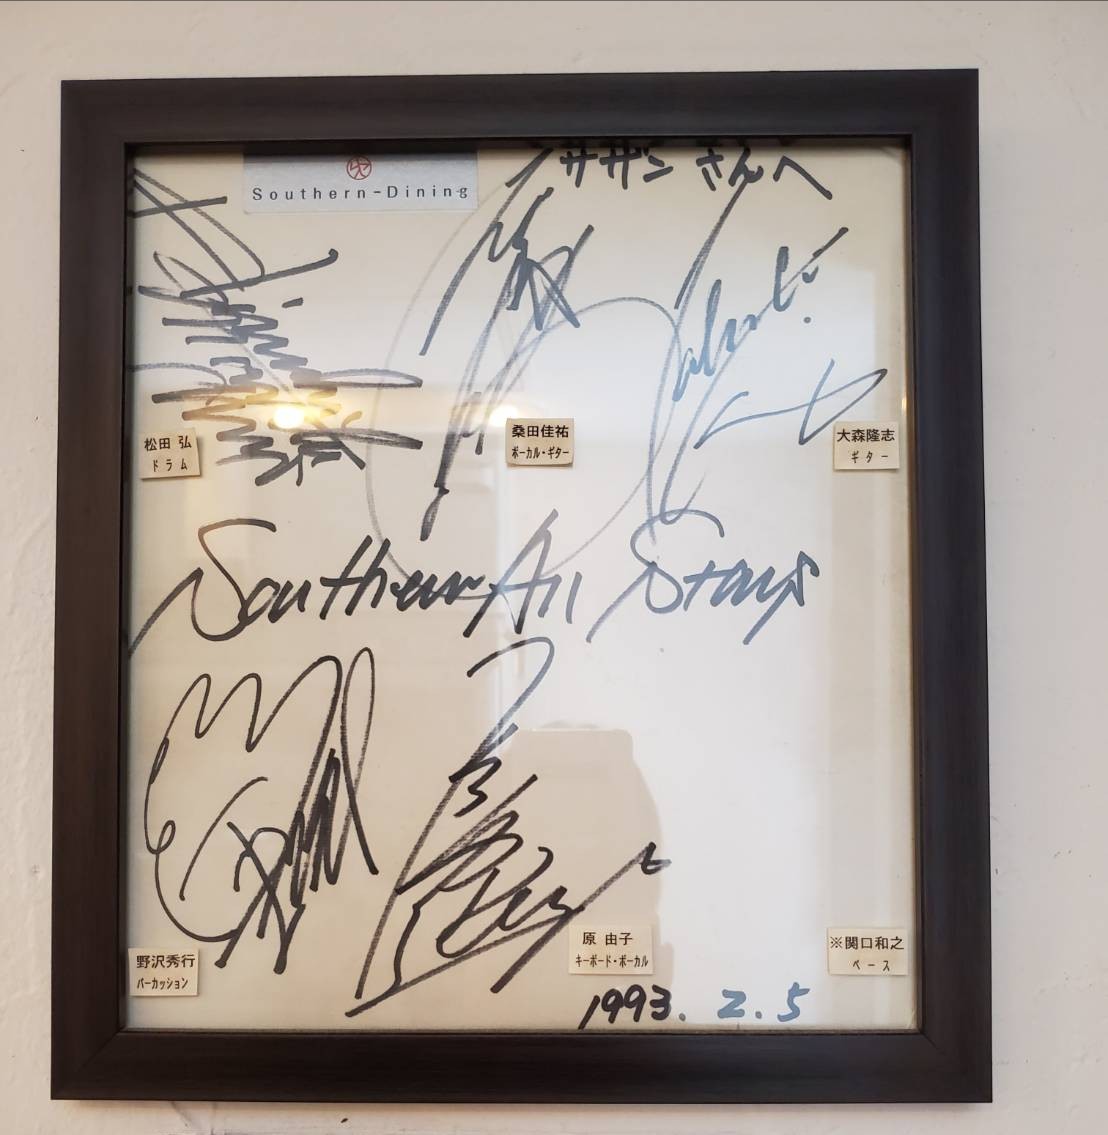 Southern-Dining
サザンさんへ
松田 弘
ドラム
桑田佳祐
ボーカル・ギター
大森隆志
ギター
Southern All Stars
野沢秀行
パーカッション
原 由子
キーボード・ボーカル
※関口和之
ベース
1993. 2. 5